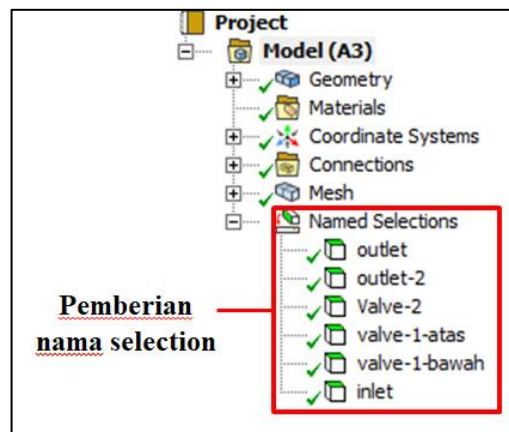 Project
Model (A3)
Geometry
Materials
Coordinate Systems
Connections
Mesh
Named Selections
outlet
outlet-2
Valve-2
valve-1-atas
valve-1-bawah
inlet
Pemberian
nama selection